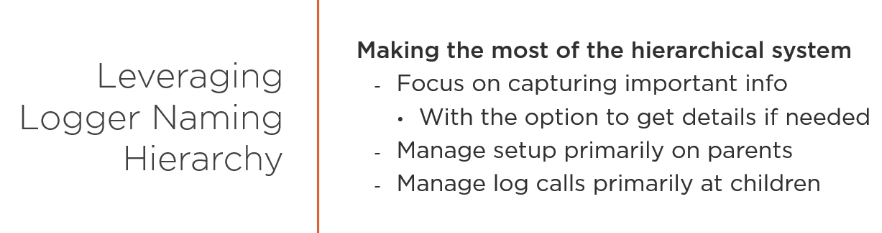 Leveraging
Logger Naming
Hierarchy
Making the most of the hierarchical system
- Focus on capturing important info
• With the option to get details if needed
- Manage setup primarily on parents
- Manage log calls primarily at children